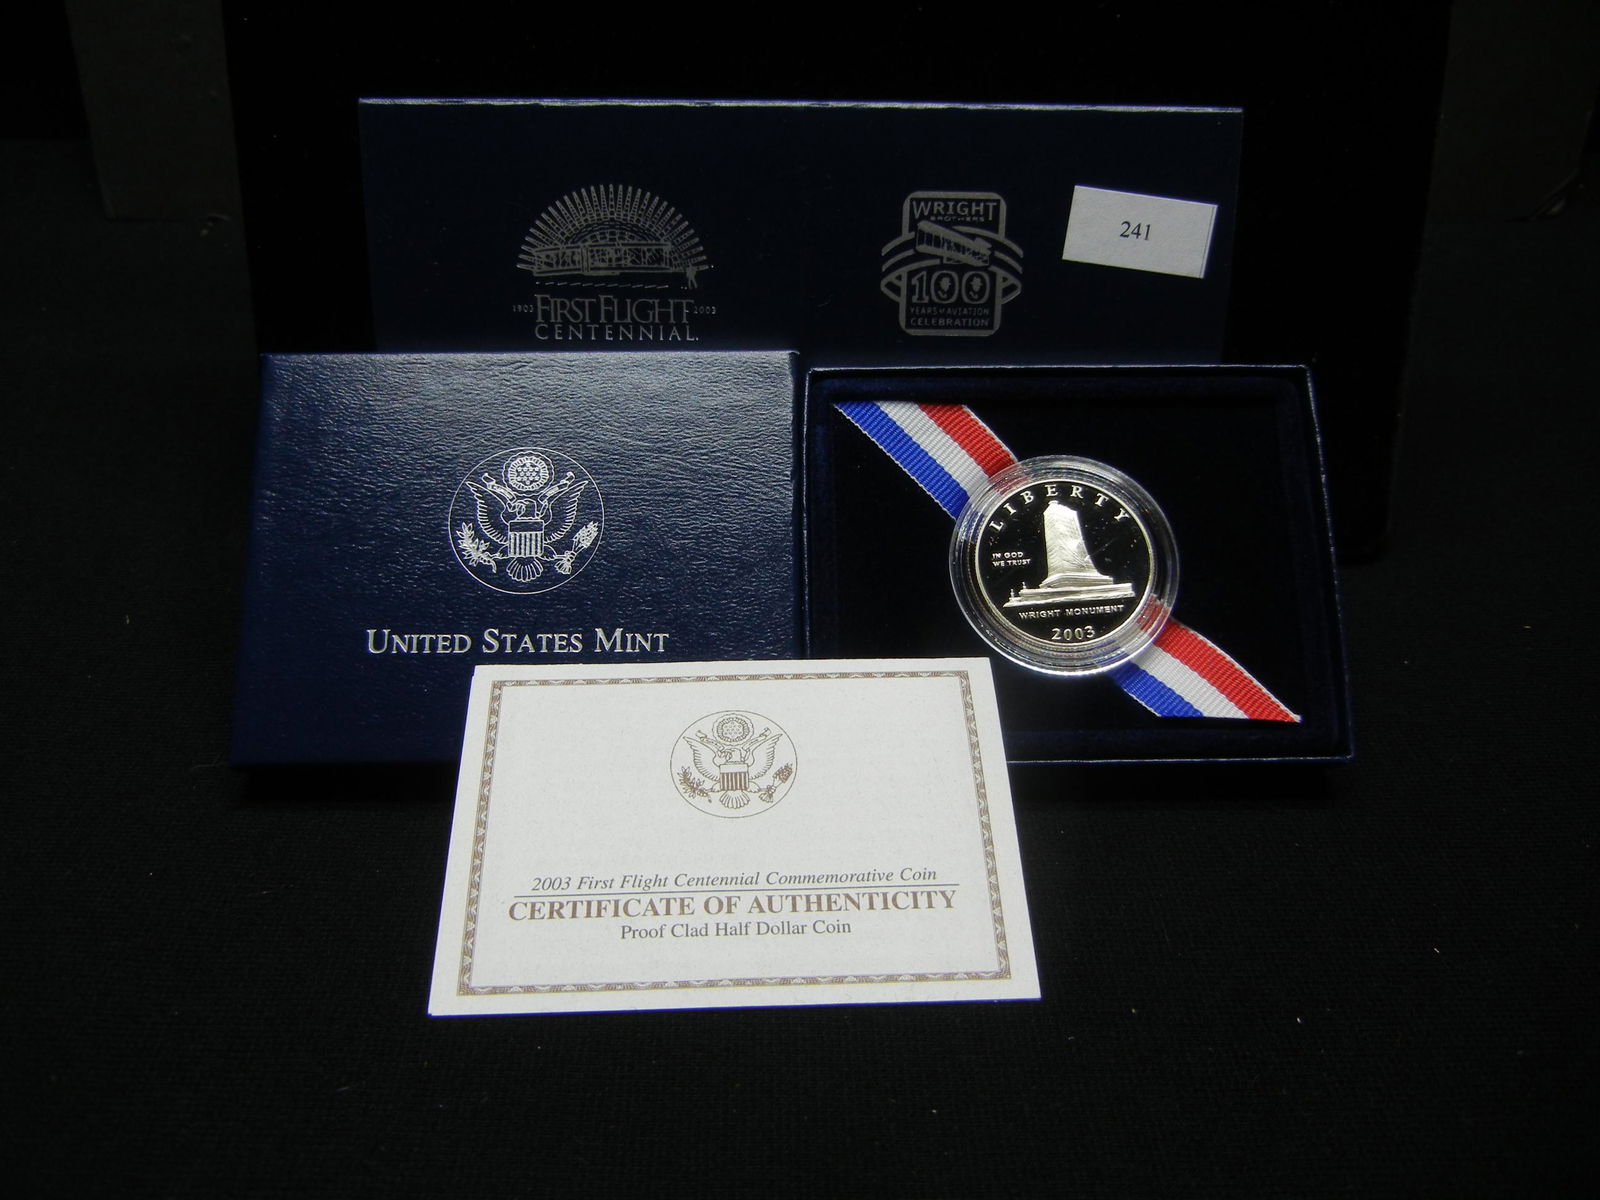 WRIGHT
BROTHERS
100
YEARS of AVIATION
CELEBRATION
241
1903 FIRST FLIGHT 2003
CENTENNIAL.
UNITED STATES MINT
LIBERTY
IN GOD
WE TRUST
WRIGHT MONUMENT
2003
2003 First Flight Centennial Commemorative Coin
CERTIFICATE OF AUTHENTICITY
Proof Clad Half Dollar Coin